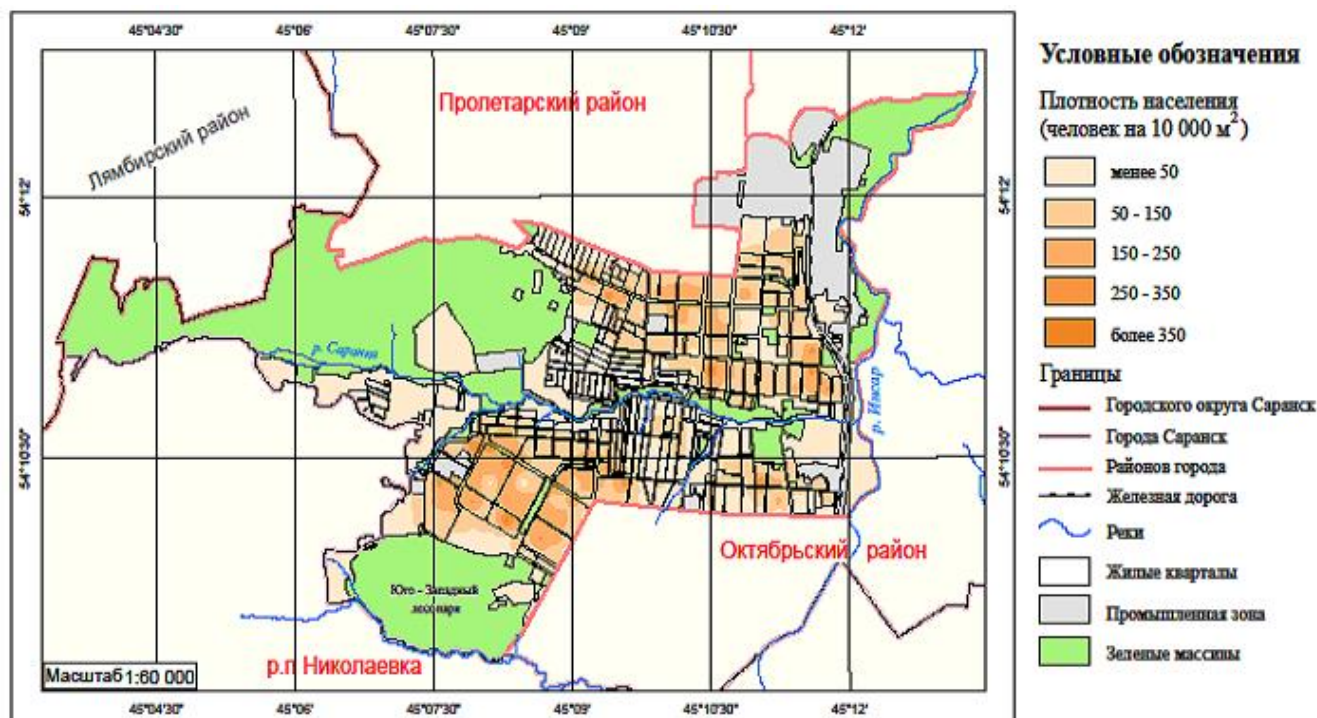 45°04'30" 45°06' 45°07'30" 45°09' 45°10'30" 45°12'
Пролетарский район
Лямбирский район
54°12' 54°12'
р. Саранка
р. Инсар
54°10'30" 54°10'30"
Октябрьский район
Юго - Западный
лесопарк
р.п Николаевка
Масштаб 1:60 000
45°04'30" 45°06' 45°07'30" 45°09' 45°10'30" 45°12'
Условные обозначения
Плотность населения
(человек на 10 000 м²)
менее 50
50 - 150
150 - 250
250 - 350
более 350
Границы
Городского округа Саранск
Города Саранск
Районов города
Железная дорога
Реки
Жилые кварталы
Промышленная зона
Зеленые массивы